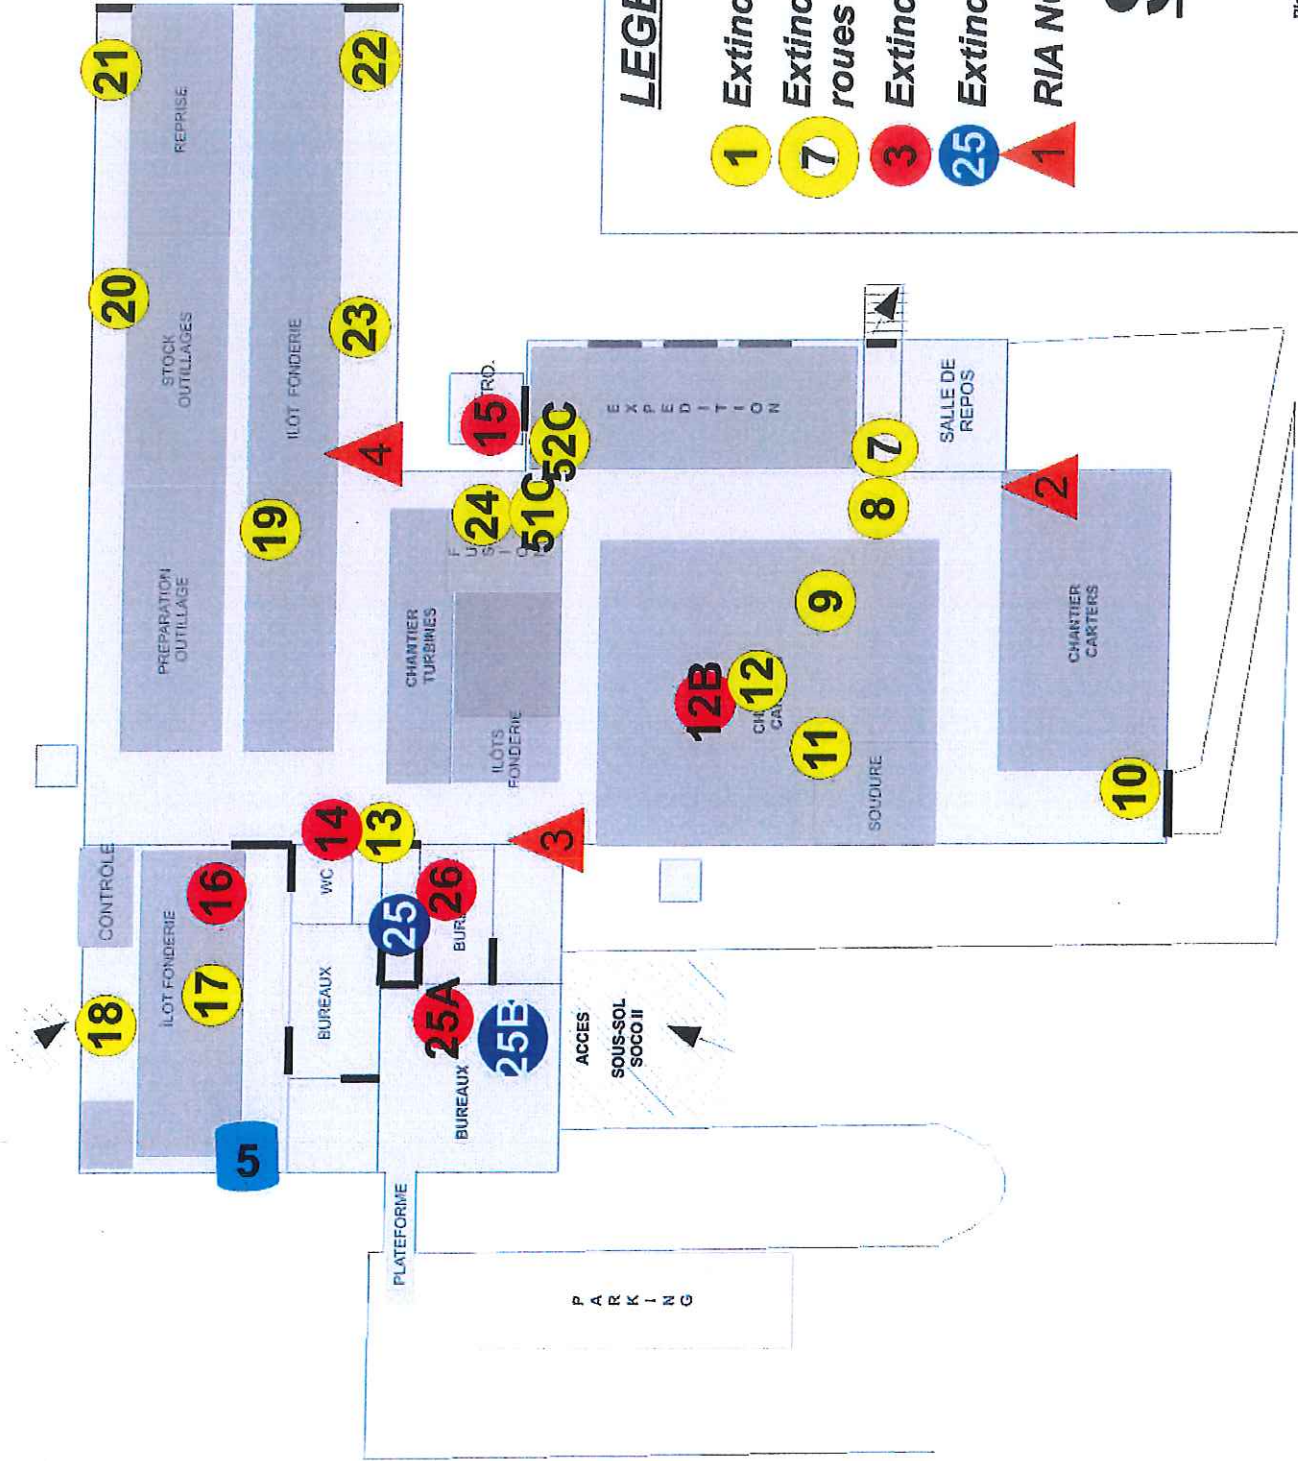 21
REPRISE
20
STOCK
OUTILLAGES
19
PREPARATION
OUTILLAGE
22
23
ILOT FONDERIE
4
15
TRO.
24
51C
52C
CHANTIER
TURBINES
ILÔTS
FONDERIE
EXPEDITION
7
8
SALLE DE
REPOS
2
CHANTIER
CARTERS
9
12B
12
11
SOUDURE
10
CONTRÔLE
18
ILOT FONDERIE
16
17
5
WC
14
13
3
BUREAUX
25
26
25A
25B
BUREAUX
ACCES
SOUS-SOL
SOCO II
PLATEFORME
PARKING
LEGE
1 Extinc
7 Extinc
roues
3 Extinc
25 Extinc
1 RIA N
S